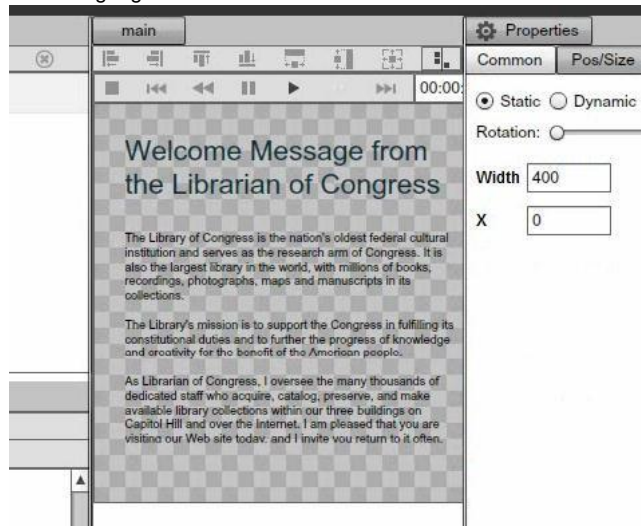 main
Properties
Common Pos/Size
00:00:
Static Dynamic
Rotation:
Width 400
X 0
Welcome Message from
the Librarian of Congress
The Library of Congress is the nation's oldest federal cultural
institution and serves as the research arm of Congress. It is
also the largest library in the world, with millions of books,
recordings, photographs, maps and manuscripts in its
collections.
The Library's mission is to support the Congress in fulfilling its
constitutional duties and to further the progress of knowledge
and creativity for the benefit of the American people.
As Librarian of Congress, I oversee the many thousands of
dedicated staff who acquire, catalog, preserve, and make
available library collections within our three buildings on
Capitol Hill and over the Internet. I am pleased that you are
visiting our Web site today, and I invite you return to it often.